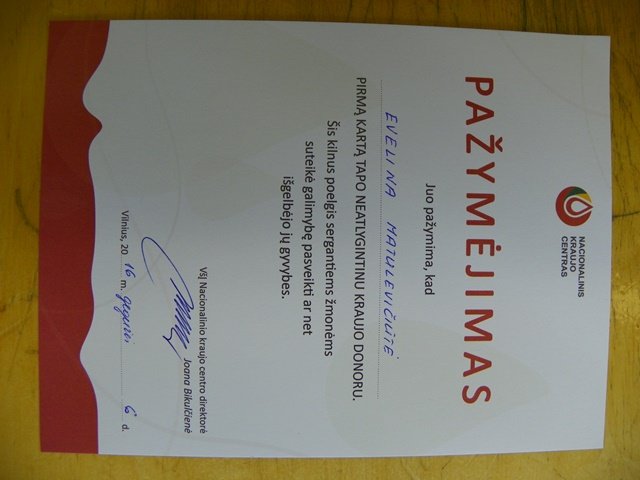 NACIONALINIS
KRAUJO
CENTRAS
PAŽYMĖJIMAS
Juo pažymima, kad
EVELINA MATULEVIČIŪTĖ
PIRMĄ KARTĄ TAPO NEATLYGINTINU KRAUJO DONORU.
Šis kilnus poelgis sergantiems žmonėms
suteikė galimybę pasveikti ar net
išgelbėjo jų gyvybes.
VšĮ Nacionalinio kraujo centro direktorė
Joana Bikulčienė
Vilnius, 20 16 m. gegužės 6 d.